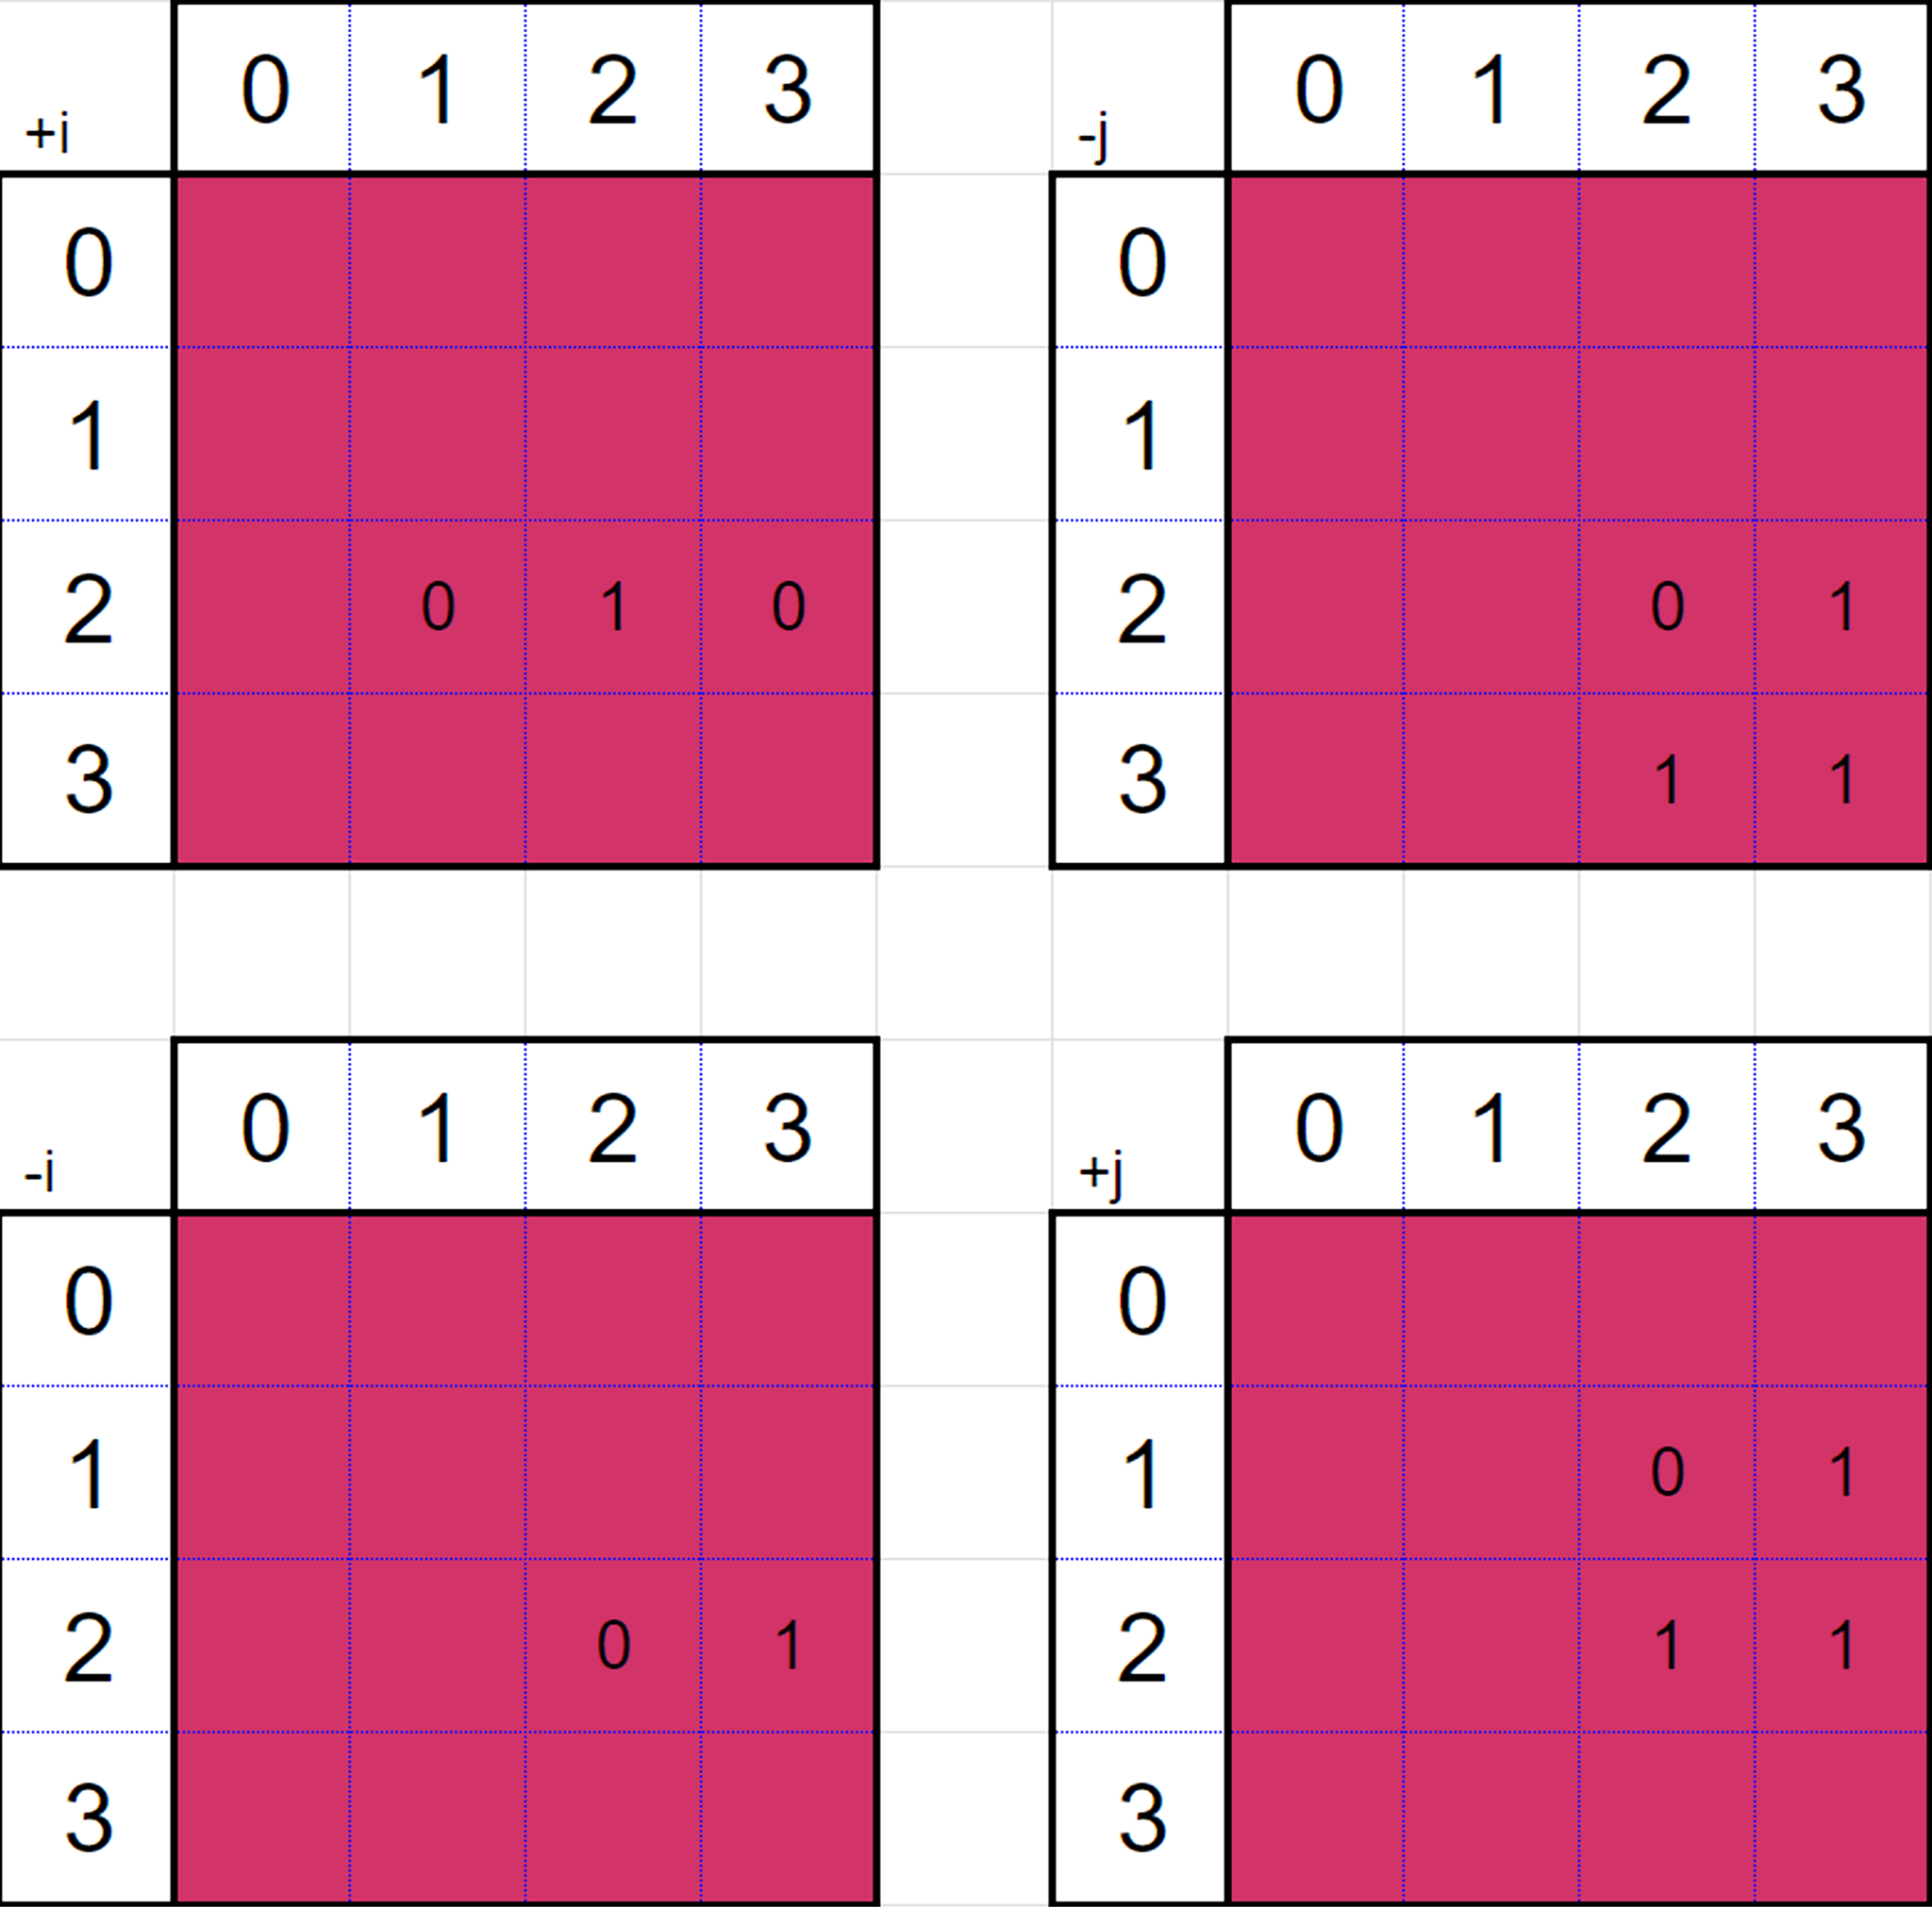 0 1 2 3 0 1 2 3
+i -j
0 0
1 1
2 0 1 0 2 0 1
3 3 1 1
0 1 2 3 0 1 2 3
-i +j
0 0
1 1 0 1
2 0 1 2 1 1
3 3